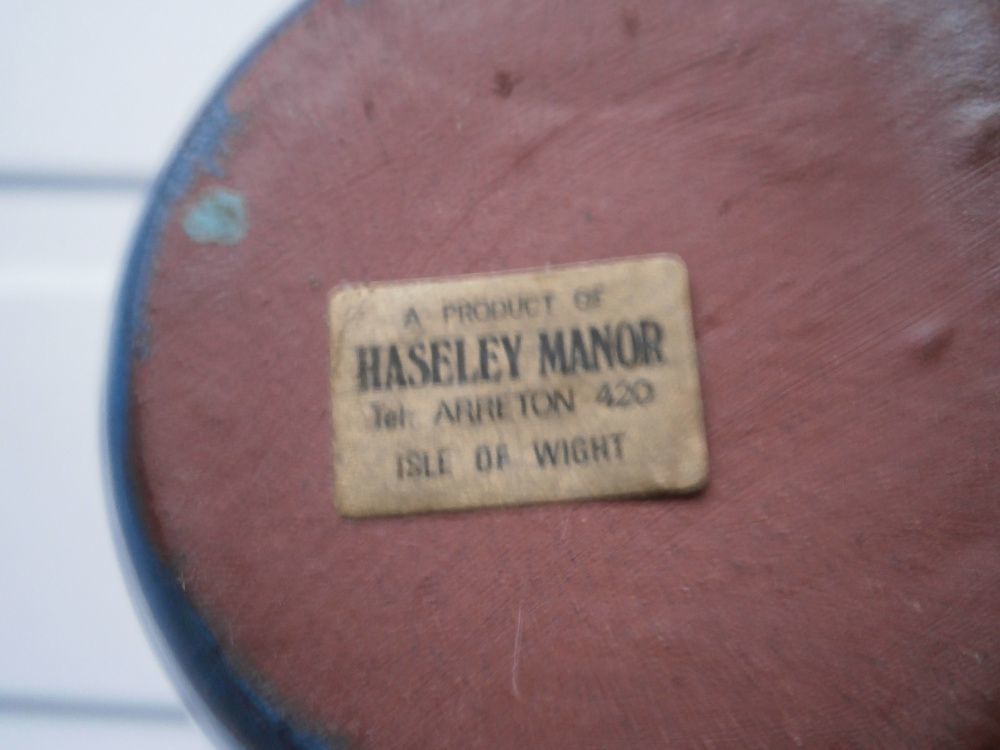 A PRODUCT OF
HASELEY MANOR
Tel: ARRETON 420
ISLE OF WIGHT